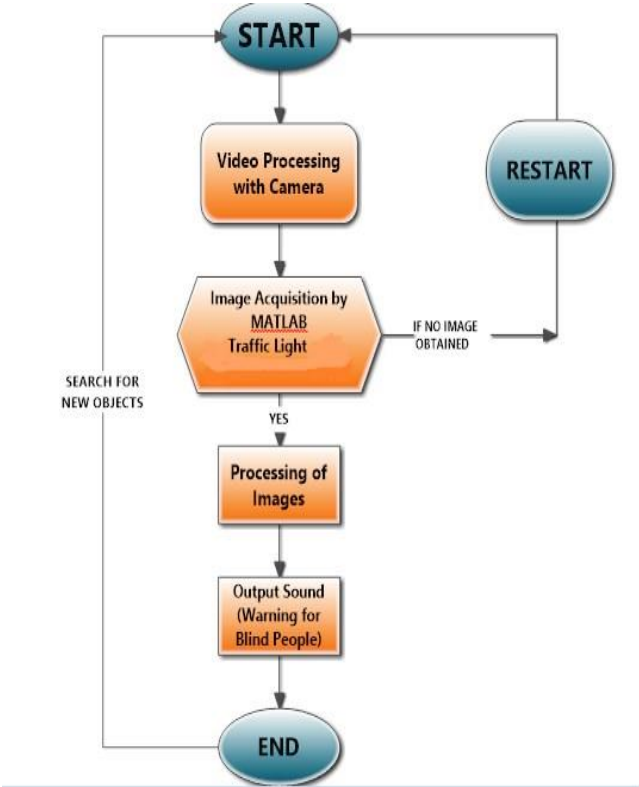 START
Video Processing
with Camera
RESTART
Image Acquisition by
MATLAB
Traffic Light
IF NO IMAGE
OBTAINED
SEARCH FOR
NEW OBJECTS
YES
Processing of
Images
Output Sound
(Warning for
Blind People)
END